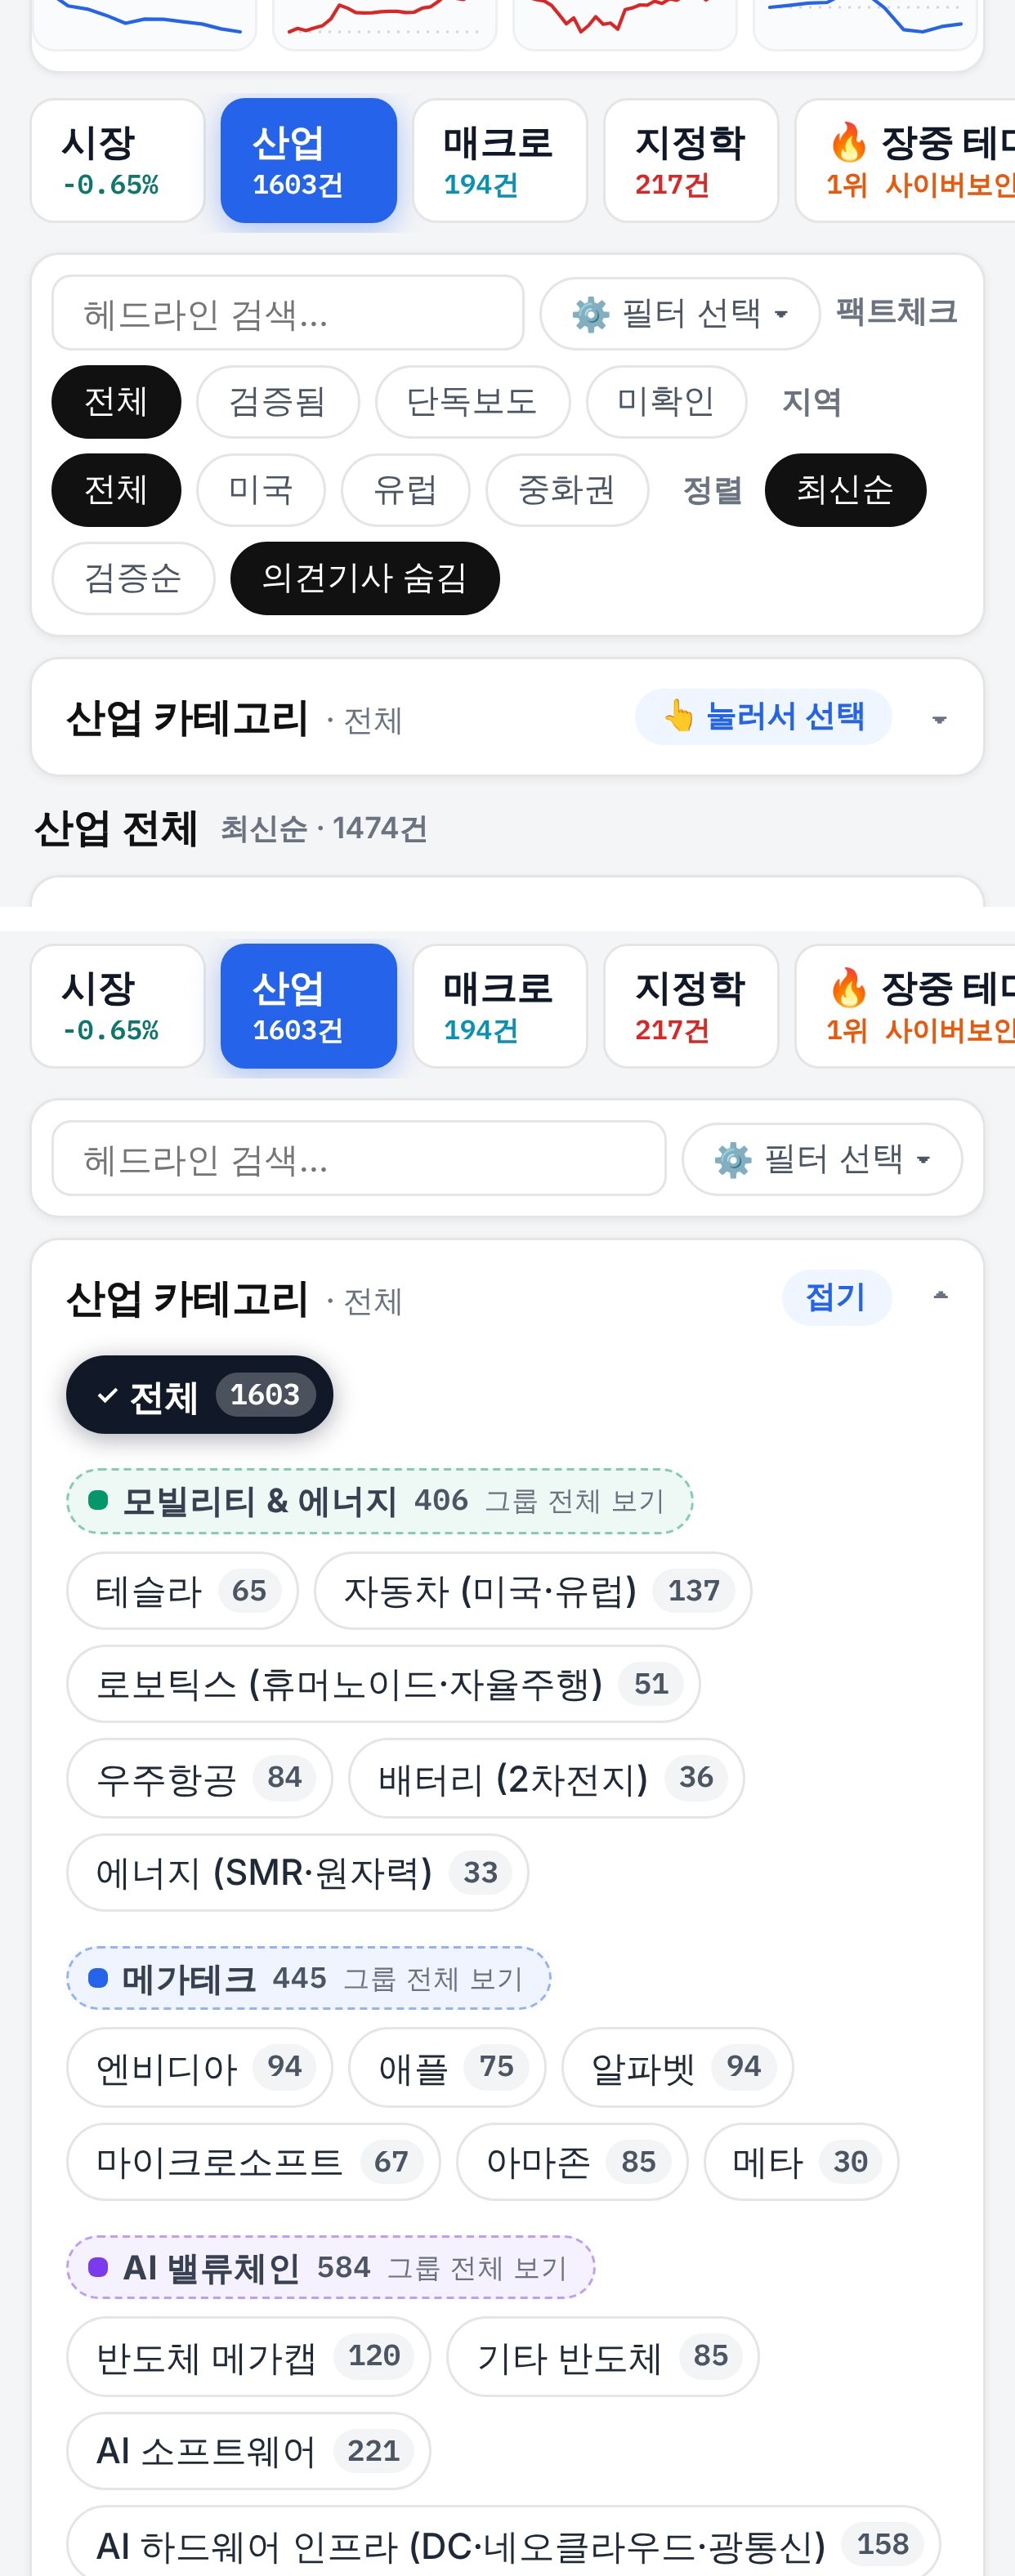 시장 산업 매크로 지정학 🔥 장중 테
-0.65% 1603건 194건 217건 1위 사이버보안
헤드라인 검색... ⚙️ 필터 선택 팩트체크
전체 검증됨 단독보도 미확인 지역
전체 미국 유럽 중화권 정렬 최신순
검증순 의견기사 숨김
산업 카테고리 · 전체 👆 눌러서 선택
산업 전체 최신순 · 1474건
시장 산업 매크로 지정학 🔥 장중 테
-0.65% 1603건 194건 217건 1위 사이버보안
헤드라인 검색... ⚙️ 필터 선택
산업 카테고리 · 전체 접기
✓ 전체 1603
모빌리티 & 에너지 406 그룹 전체 보기
테슬라 65 자동차 (미국·유럽) 137
로보틱스 (휴머노이드·자율주행) 51
우주항공 84 배터리 (2차전지) 36
에너지 (SMR·원자력) 33
메가테크 445 그룹 전체 보기
엔비디아 94 애플 75 알파벳 94
마이크로소프트 67 아마존 85 메타 30
AI 밸류체인 584 그룹 전체 보기
반도체 메가캡 120 기타 반도체 85
AI 소프트웨어 221
AI 하드웨어 인프라 (DC·네오클라우드·광통신) 158